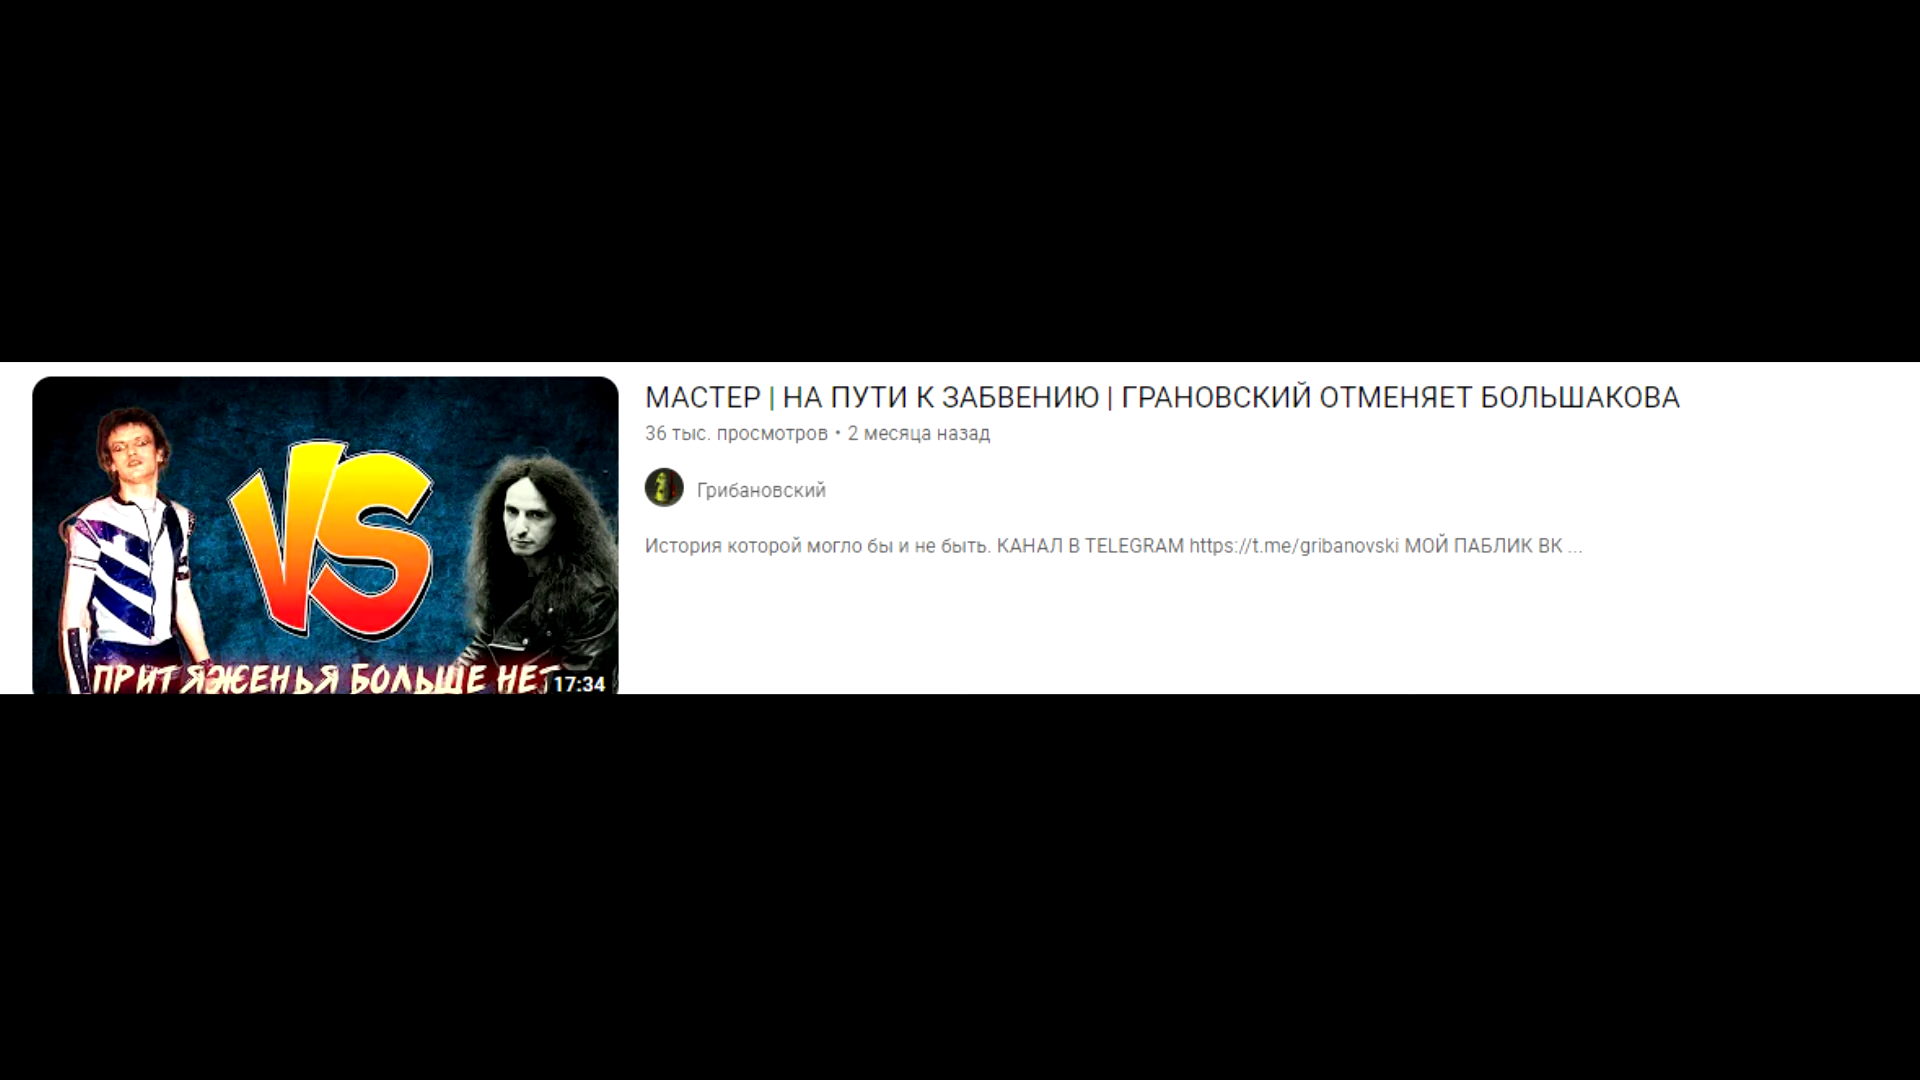 МАСТЕР | НА ПУТИ К ЗАБВЕНИЮ | ГРАНОВСКИЙ ОТМЕНЯЕТ БОЛЬШАКОВА
36 тыс. просмотров • 2 месяца назад
Грибановский
История которой могло бы и не быть. КАНАЛ В TELEGRAM https://t.me/gribanovski МОЙ ПАБЛИК ВК ...
VS
ПРИТЯЖЕНЬЯ БОЛЬШЕ НЕТ
17:34